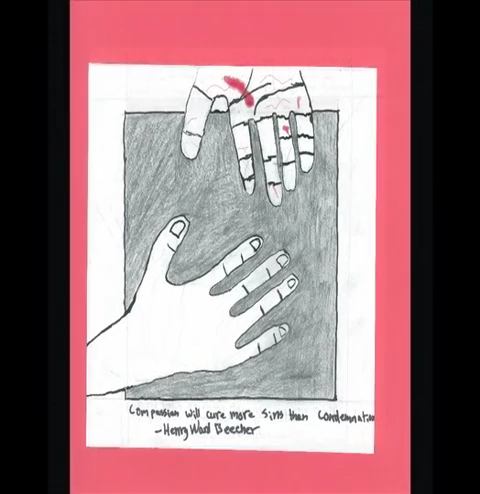 Compassion will cure more sins than Condemnation
-Henry Ward Beecher